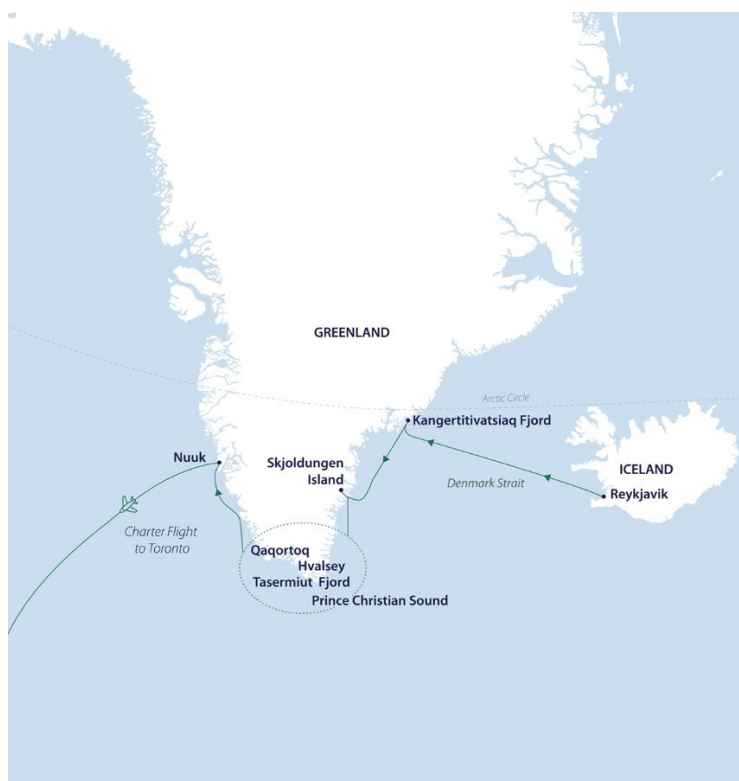 GREENLAND
Arctic Circle
Kangertitivatsiaq Fjord
Nuuk
Skjoldungen
Island
ICELAND
Denmark Strait
Reykjavik
Charter Flight
to Toronto
Qaqortoq
Hvalsey
Tasermiut Fjord
Prince Christian Sound